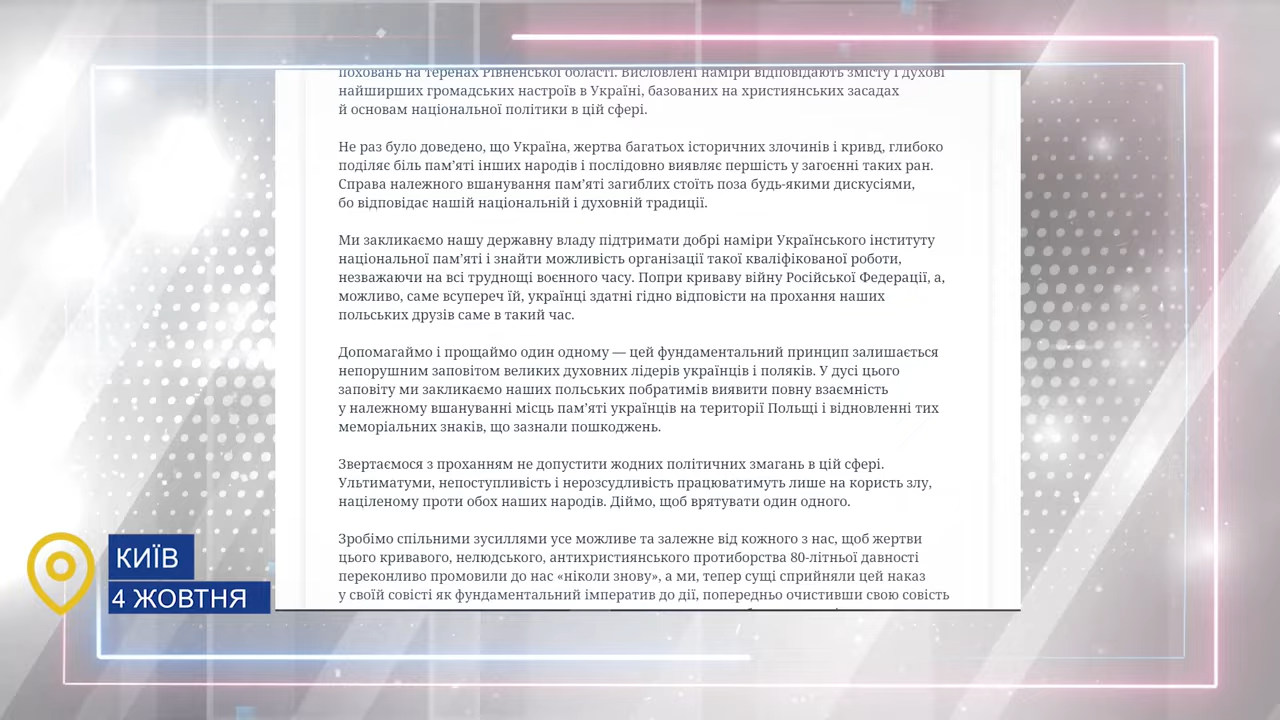 поховань на теренах Рівненської області. Висловлені наміри відповідають змісту і духові
найширших громадських настроїв в Україні, базованих на християнських засадах
й основам національної політики в цій сфері.
Не раз було доведено, що Україна, жертва багатьох історичних злочинів і кривд, глибоко
поділяє біль пам’яті інших народів і послідовно виявляє першість у загоєнні таких ран.
Справа належного вшанування пам’яті загиблих стоїть поза будь-якими дискусіями,
бо відповідає нашій національній і духовній традиції.
Ми закликаємо нашу державну владу підтримати добрі наміри Українського інституту
національної пам’яті і знайти можливість організації такої кваліфікованої роботи,
незважаючи на всі труднощі воєнного часу. Попри криваву війну Російської Федерації, а,
можливо, саме всупереч їй, українці здатні гідно відповісти на прохання наших
польських друзів саме в такий час.
Допомагаймо і прощаймо один одному — цей фундаментальний принцип залишається
непорушним заповітом великих духовних лідерів українців і поляків. У дусі цього
заповіту ми закликаємо наших польських побратимів виявити повну взаємність
у належному вшануванні місць пам’яті українців на території Польщі і відновленні тих
меморіальних знаків, що зазнали пошкоджень.
Звертаємося з проханням не допустити жодних політичних змагань в цій сфері.
Ультиматуми, непоступливість і нерозсудливість працюватимуть лише на користь злу,
націленому проти обох наших народів. Діймо, щоб врятувати один одного.
Зробімо спільними зусиллями усе можливе та залежне від кожного з нас, щоб жертви
цього кривавого, нелюдського, антихристиянського протиборства 80-літньої давності
переконливо промовили до нас «ніколи знову», а ми, тепер сущі сприйняли цей наказ
у своїй совісті як фундаментальний імператив до дії, попередньо очистивши свою совість
КИЇВ
4 ЖОВТНЯ